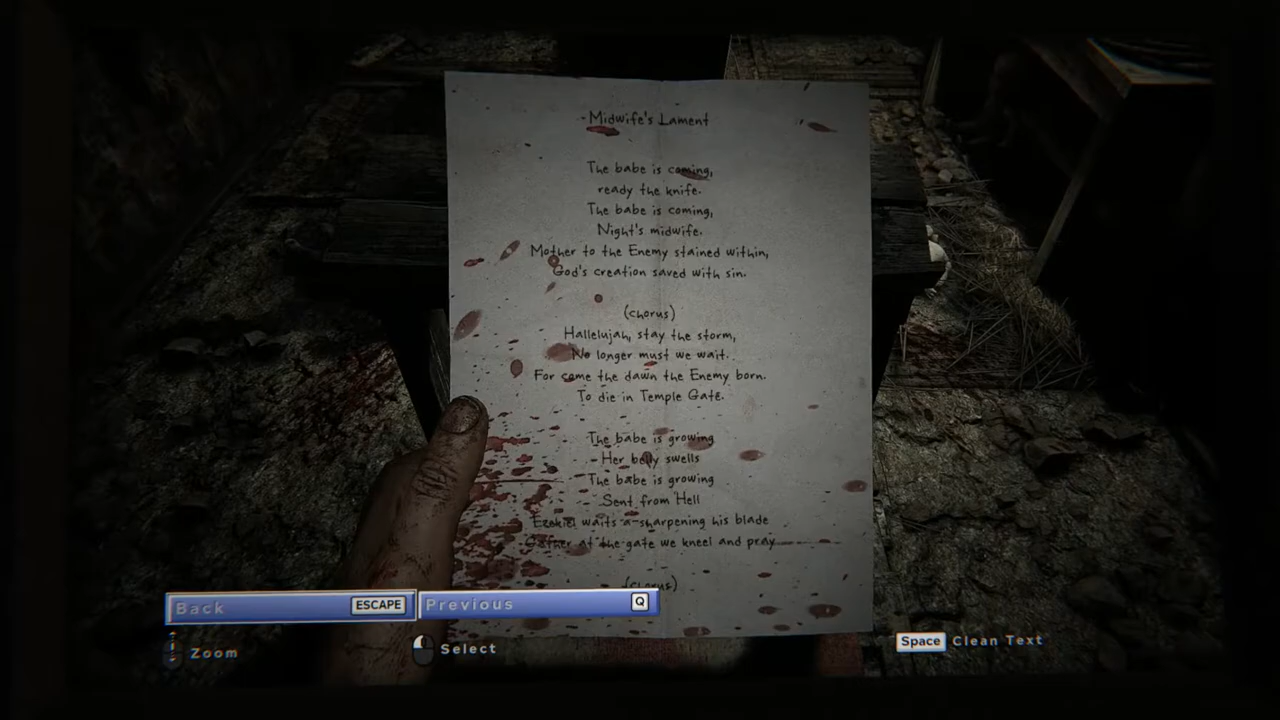 -Midwife's Lament
The babe is coming,
ready the knife.
The babe is coming,
Night's midwife.
Mother to the Enemy stained within,
God's creation saved with sin.
(chorus)
Hallelujah, stay the storm,
No longer must we wait.
For come the dawn the Enemy born.
To die in Temple Gate.
The babe is growing
-Her belly swells
The babe is growing
Sent from Hell
Ezekiel waits a-sharpening his blade
Gather at the gate we kneel and pray
(chorus)
Back ESCAPE Previous Q
Zoom Select Space Clean Text